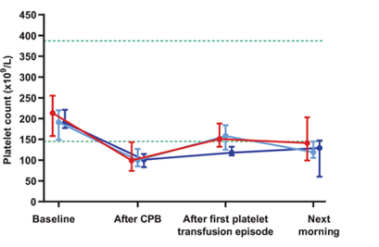 Platelet count (x10⁹/L)
450
400
350
300
250
200
150
100
50
0
Baseline
After CPB
After first platelet
transfusion episode
Next
morning